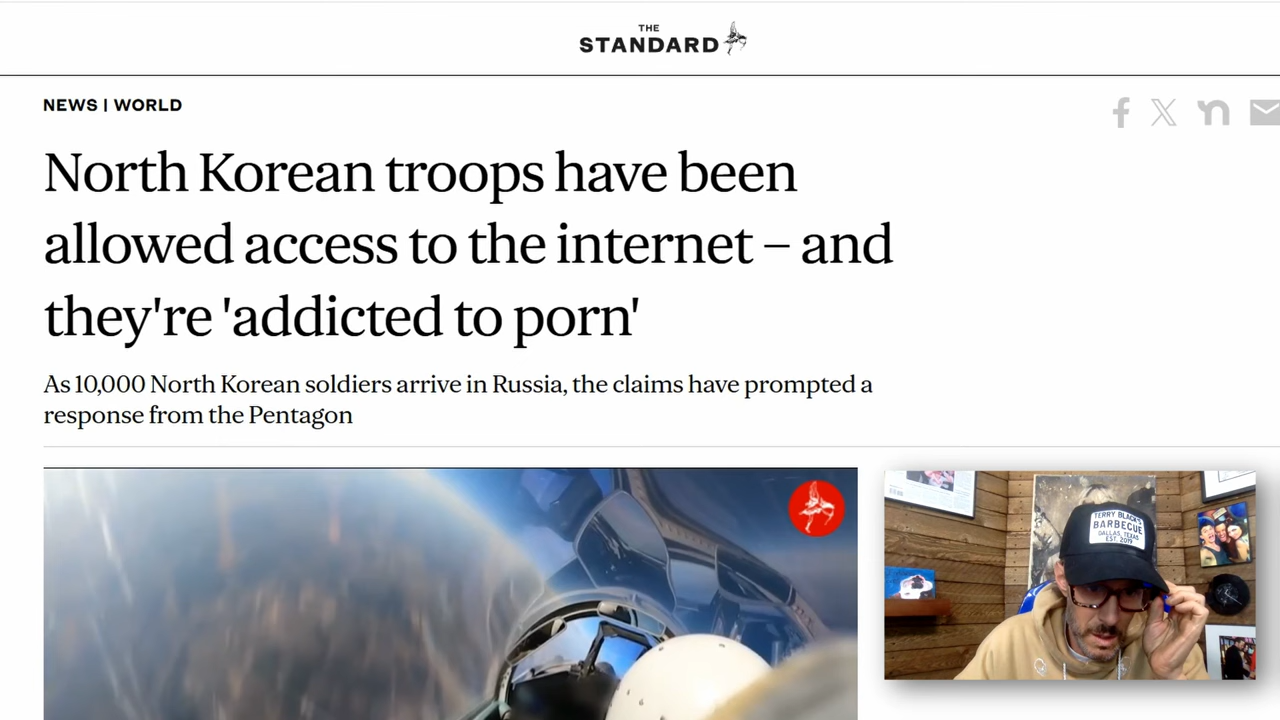 THE
STANDARD
NEWS | WORLD
North Korean troops have been
allowed access to the internet – and
they're 'addicted to porn'
As 10,000 North Korean soldiers arrive in Russia, the claims have prompted a
response from the Pentagon
TERRY BLACK'S
BARBECUE
DALLAS, TEXAS
EST. 2019